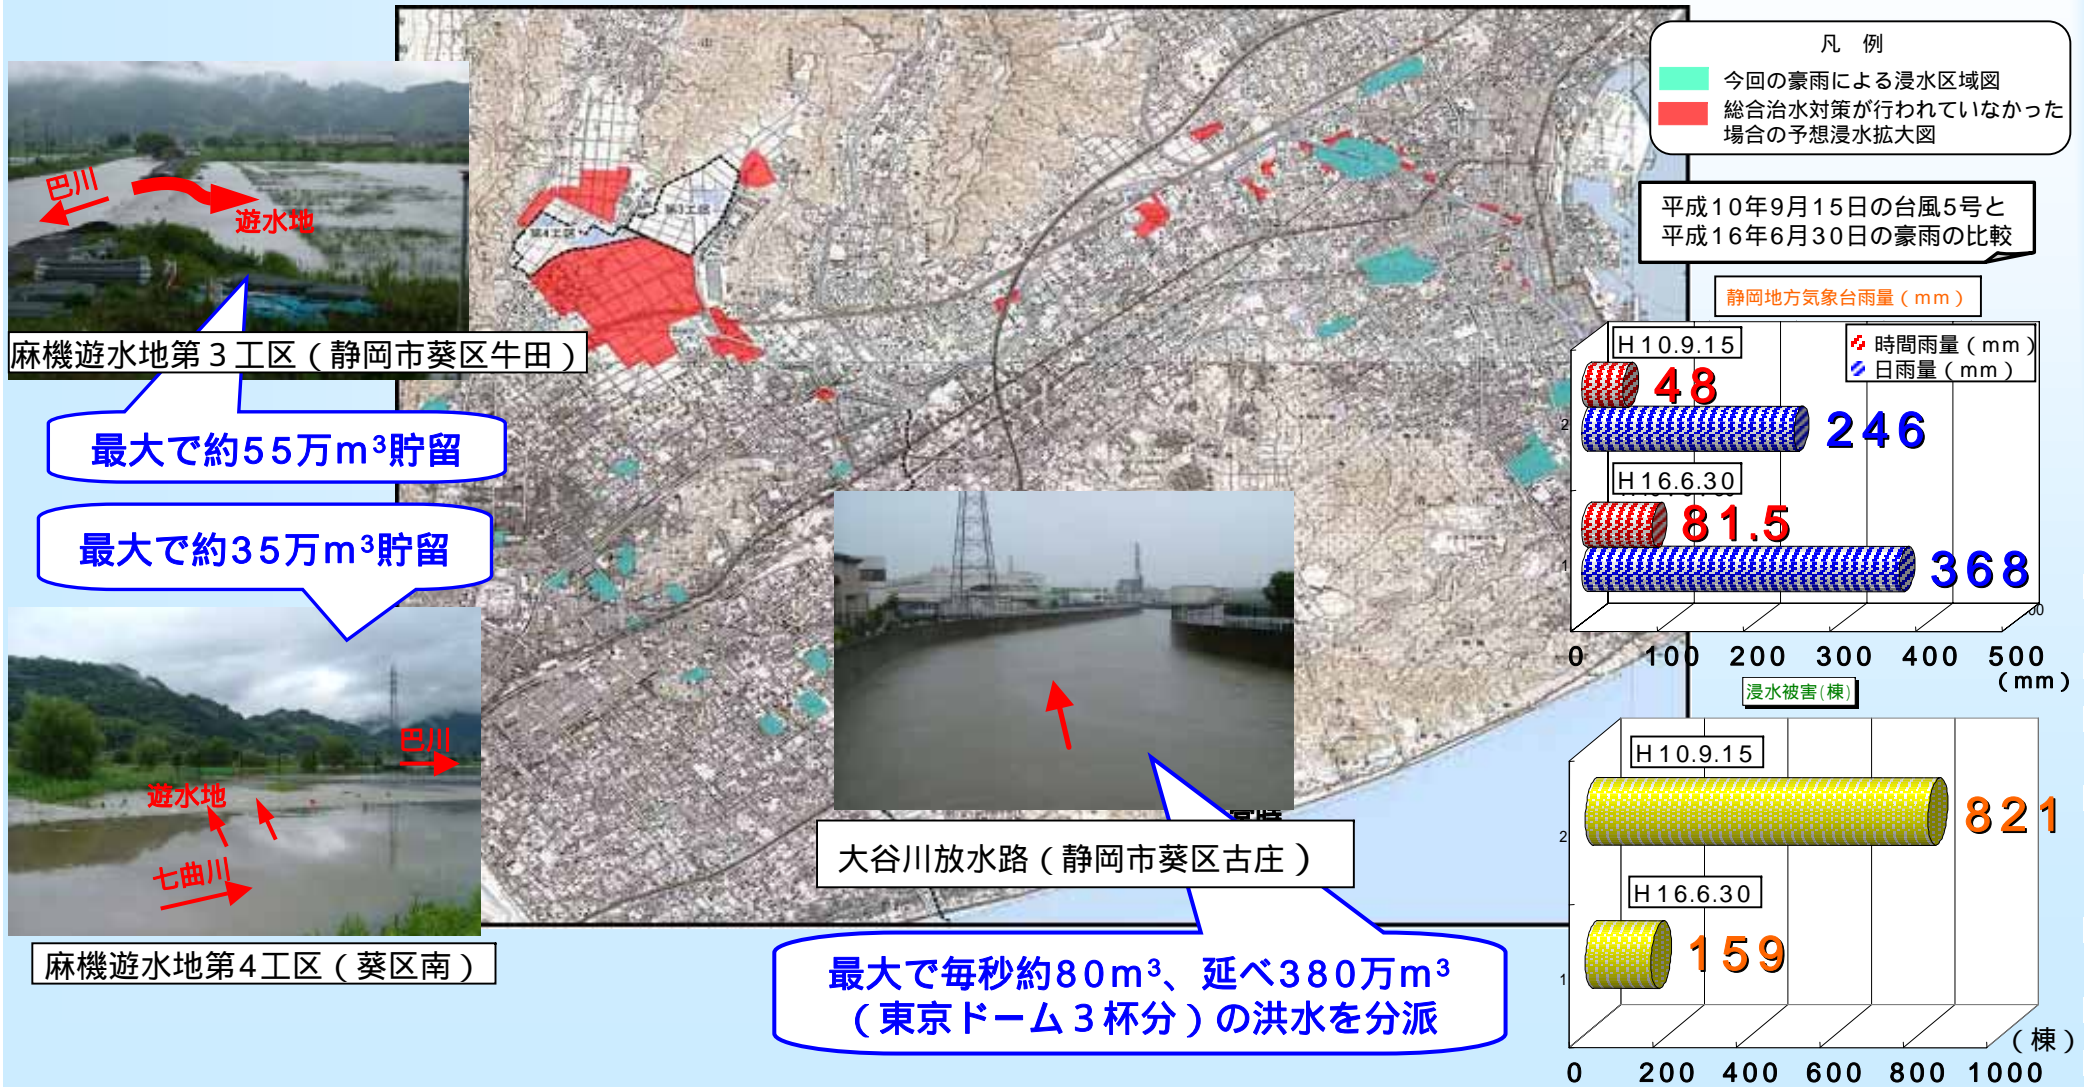 凡 例
今回の豪雨による浸水区域図
総合治水対策が行われていなかった
場合の予想浸水拡大図
平成10年9月15日の台風5号と
平成16年6月30日の豪雨の比較
静岡地方気象台雨量(mm)
時間雨量(mm)
日雨量(mm)
H10.9.15
48
246
H16.6.30
81.5
368
2
1
0 100 200 300 400 500
(mm)
浸水被害(棟)
H10.9.15
821
H16.6.30
159
2
1
(棟)
0 200 400 600 800 1000
巴川
遊水地
麻機遊水地第3工区(静岡市葵区牛田)
最大で約55万m³貯留
最大で約35万m³貯留
巴川
遊水地
七曲川
麻機遊水地第4工区(葵区南)
第3工区
第4工区
大谷川放水路(静岡市葵区古庄)
最大で毎秒約80m³、延べ380万m³
(東京ドーム3杯分)の洪水を分派